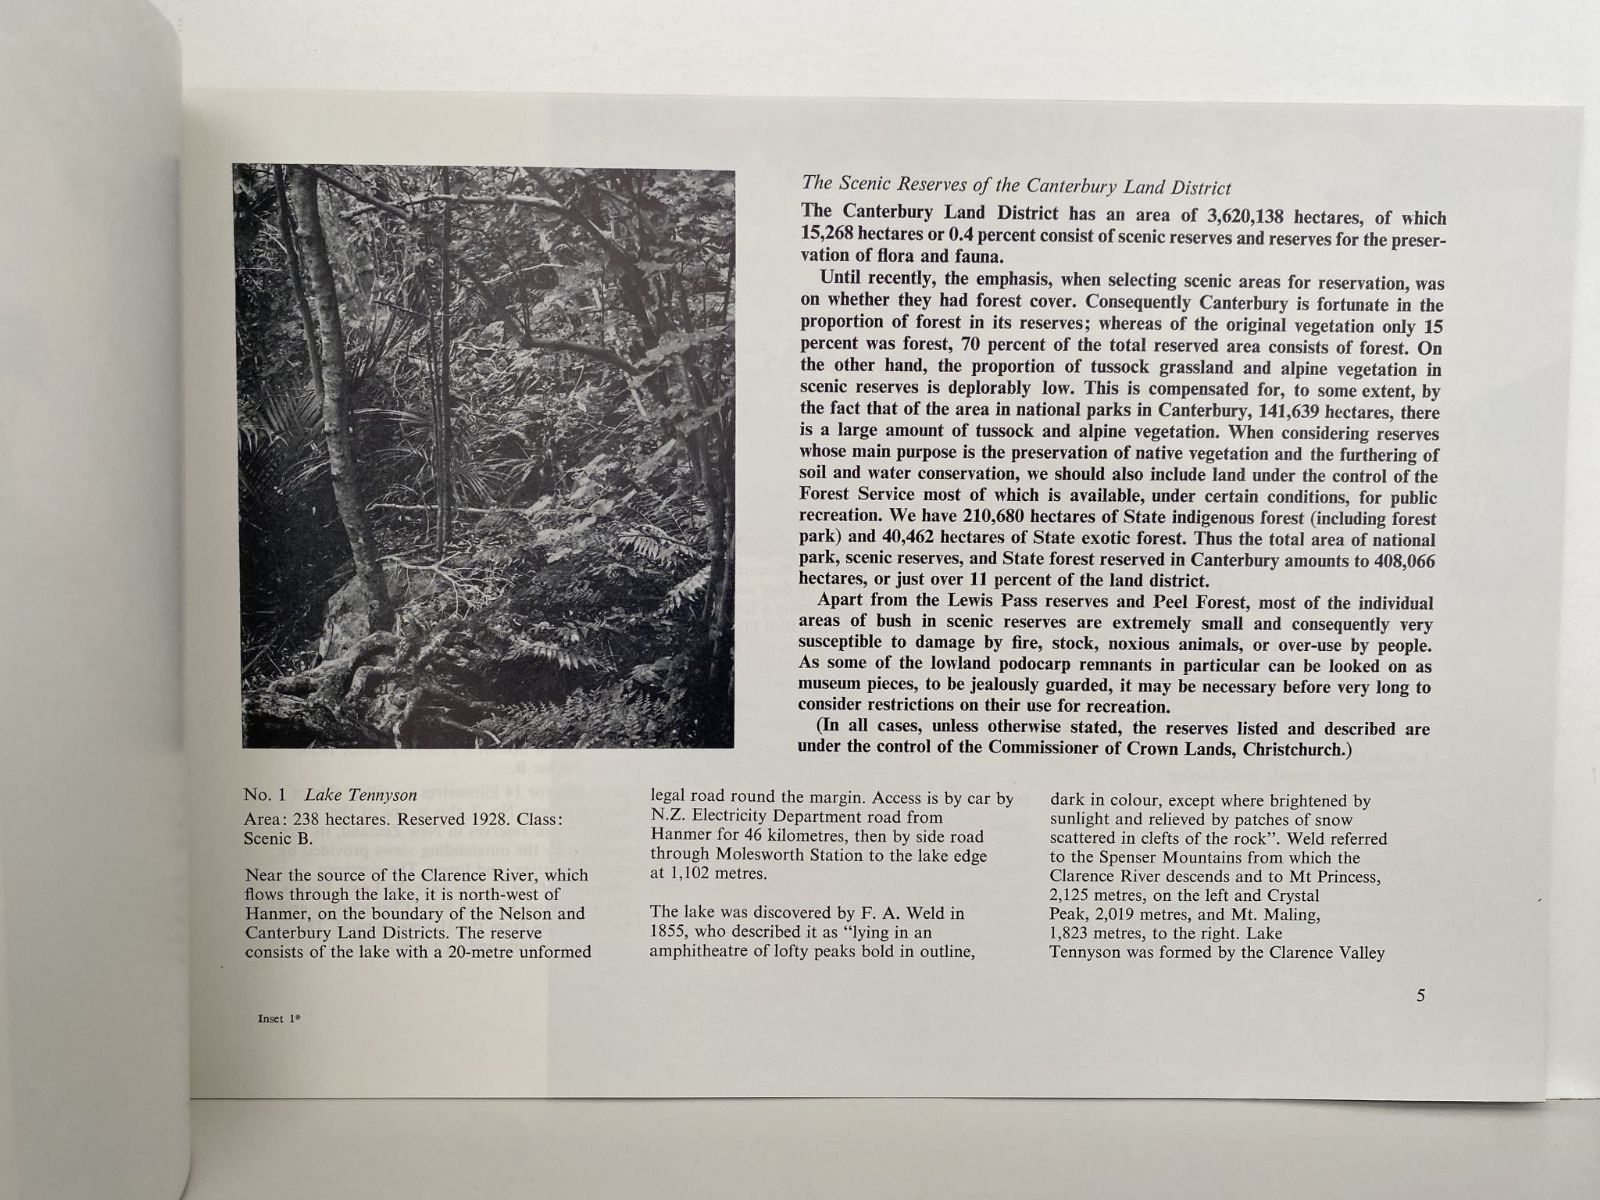 The Scenic Reserves of the Canterbury Land District
The Canterbury Land District has an area of 3,620,138 hectares, of which
15,268 hectares or 0.4 percent consist of scenic reserves and reserves for the preser-
vation of flora and fauna.
Until recently, the emphasis, when selecting scenic areas for reservation, was
on whether they had forest cover. Consequently Canterbury is fortunate in the
proportion of forest in its reserves; whereas of the original vegetation only 15
percent was forest, 70 percent of the total reserved area consists of forest. On
the other hand, the proportion of tussock grassland and alpine vegetation in
scenic reserves is deplorably low. This is compensated for, to some extent, by
the fact that of the area in national parks in Canterbury, 141,639 hectares, there
is a large amount of tussock and alpine vegetation. When considering reserves
whose main purpose is the preservation of native vegetation and the furthering of
soil and water conservation, we should also include land under the control of the
Forest Service most of which is available, under certain conditions, for public
recreation. We have 210,680 hectares of State indigenous forest (including forest
park) and 40,462 hectares of State exotic forest. Thus the total area of national
park, scenic reserves, and State forest reserved in Canterbury amounts to 408,066
hectares, or just over 11 percent of the land district.
Apart from the Lewis Pass reserves and Peel Forest, most of the individual
areas of bush in scenic reserves are extremely small and consequently very
susceptible to damage by fire, stock, noxious animals, or over-use by people.
As some of the lowland podocarp remnants in particular can be looked on as
museum pieces, to be jealously guarded, it may be necessary before very long to
consider restrictions on their use for recreation.
(In all cases, unless otherwise stated, the reserves listed and described are
under the control of the Commissioner of Crown Lands, Christchurch.)
No. 1 Lake Tennyson
Area: 238 hectares. Reserved 1928. Class:
Scenic B.
Near the source of the Clarence River, which
flows through the lake, it is north-west of
Hanmer, on the boundary of the Nelson and
Canterbury Land Districts. The reserve
consists of the lake with a 20-metre unformed
legal road round the margin. Access is by car by
N.Z. Electricity Department road from
Hanmer for 46 kilometres, then by side road
through Molesworth Station to the lake edge
at 1,102 metres.
The lake was discovered by F. A. Weld in
1855, who described it as “lying in an
amphitheatre of lofty peaks bold in outline,
dark in colour, except where brightened by
sunlight and relieved by patches of snow
scattered in clefts of the rock”. Weld referred
to the Spenser Mountains from which the
Clarence River descends and to Mt Princess,
2,125 metres, on the left and Crystal
Peak, 2,019 metres, and Mt. Maling,
1,823 metres, to the right. Lake
Tennyson was formed by the Clarence Valley
5
Inset 1*